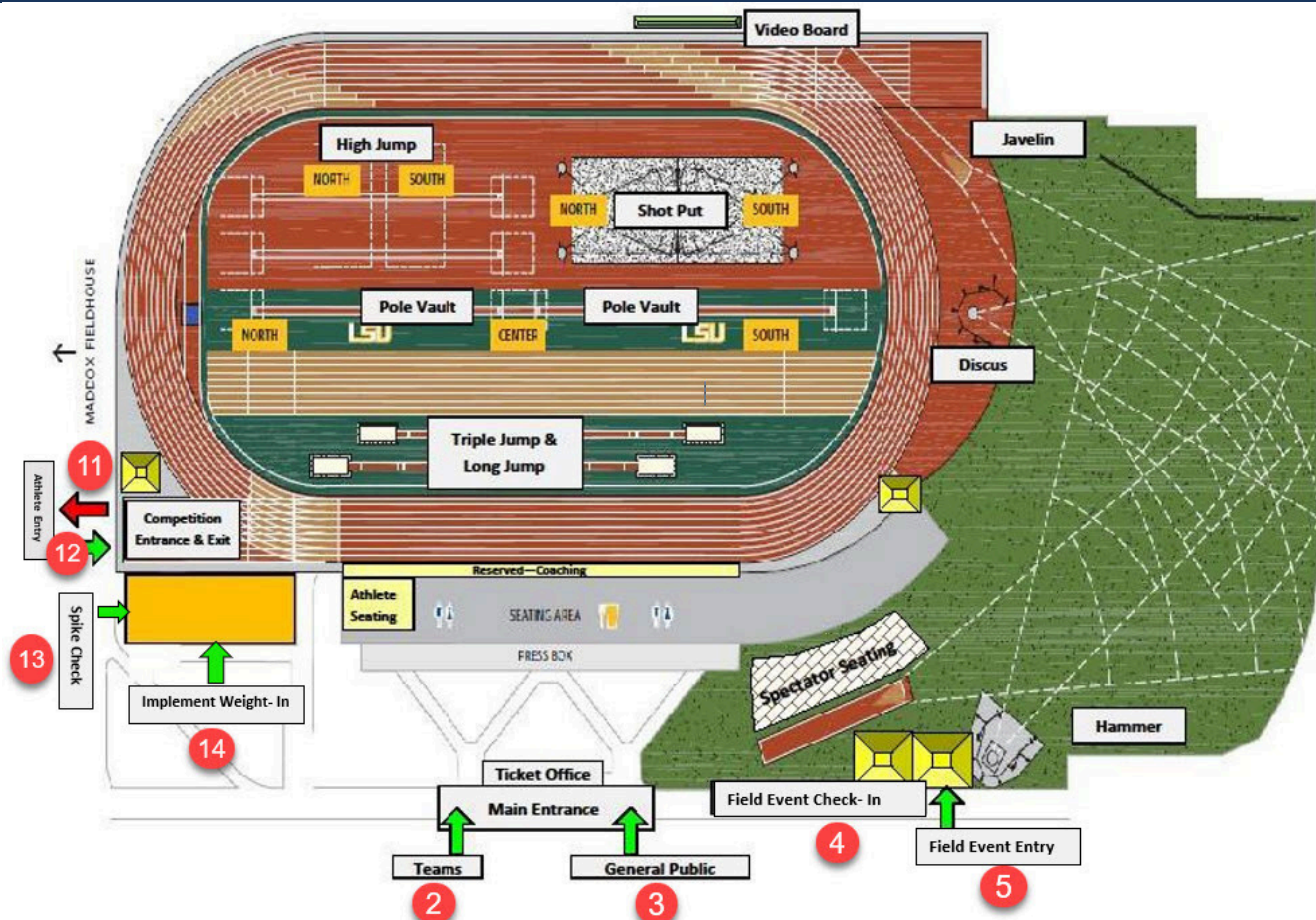 Video Board
High Jump
NORTH
SOUTH
NORTH
Shot Put
SOUTH
Javelin
Pole Vault
Pole Vault
LSU
LSU
NORTH
CENTER
SOUTH
Discus
MADDOX FIELDHOUSE
Triple Jump &
Long Jump
11
Athlete Entry
12
Competition
Entrance & Exit
Reserved—Coaching
Athlete
Seating
SEATING AREA
PRESS BOX
Spike Check
13
Implement Weight- In
14
Spectator Seating
Hammer
Ticket Office
Main Entrance
Field Event Check- In
4
Field Event Entry
5
Teams
2
General Public
3